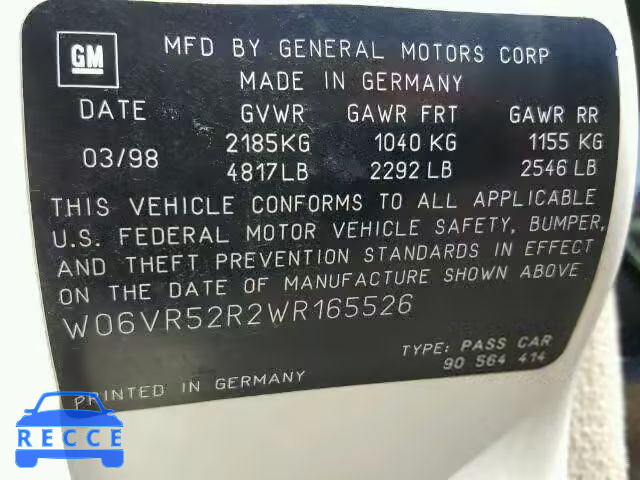 GM
MFD BY GENERAL MOTORS CORP
MADE IN GERMANY
DATE GVWR GAWR FRT GAWR RR
03/98 2185KG 1040 KG 1155 KG
4817LB 2292 LB 2546 LB
THIS VEHICLE CONFORMS TO ALL APPLICABLE
U.S. FEDERAL MOTOR VEHICLE SAFETY, BUMPER,
AND THEFT PREVENTION STANDARDS IN EFFECT
ON THE DATE OF MANUFACTURE SHOWN ABOVE
W06VR52R2WR165526
TYPE: PASS CAR
90 564 414
PRINTED IN GERMANY
RECCE